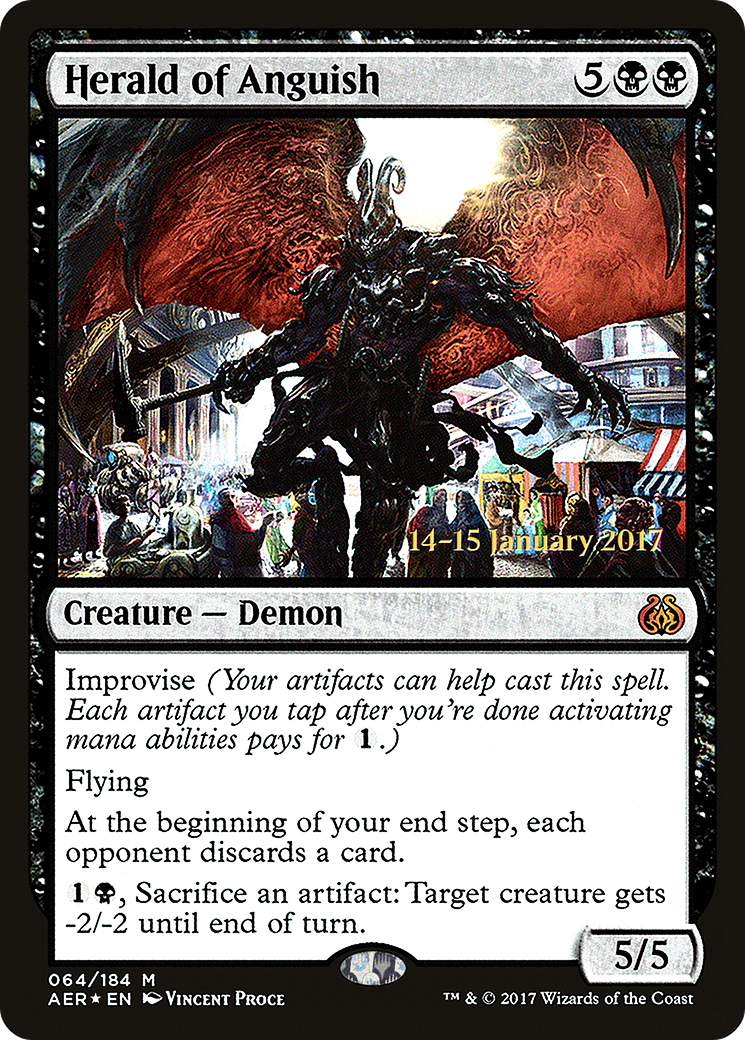 Herald of Anguish 5
14–15 January 2017
Creature — Demon
Improvise (Your artifacts can help cast this spell.
Each artifact you tap after you're done activating
mana abilities pays for 1.)
Flying
At the beginning of your end step, each
opponent discards a card.
1, Sacrifice an artifact: Target creature gets
-2/-2 until end of turn.
5/5
064/184 M
AER★EN Vincent Proce
™ & © 2017 Wizards of the Coast